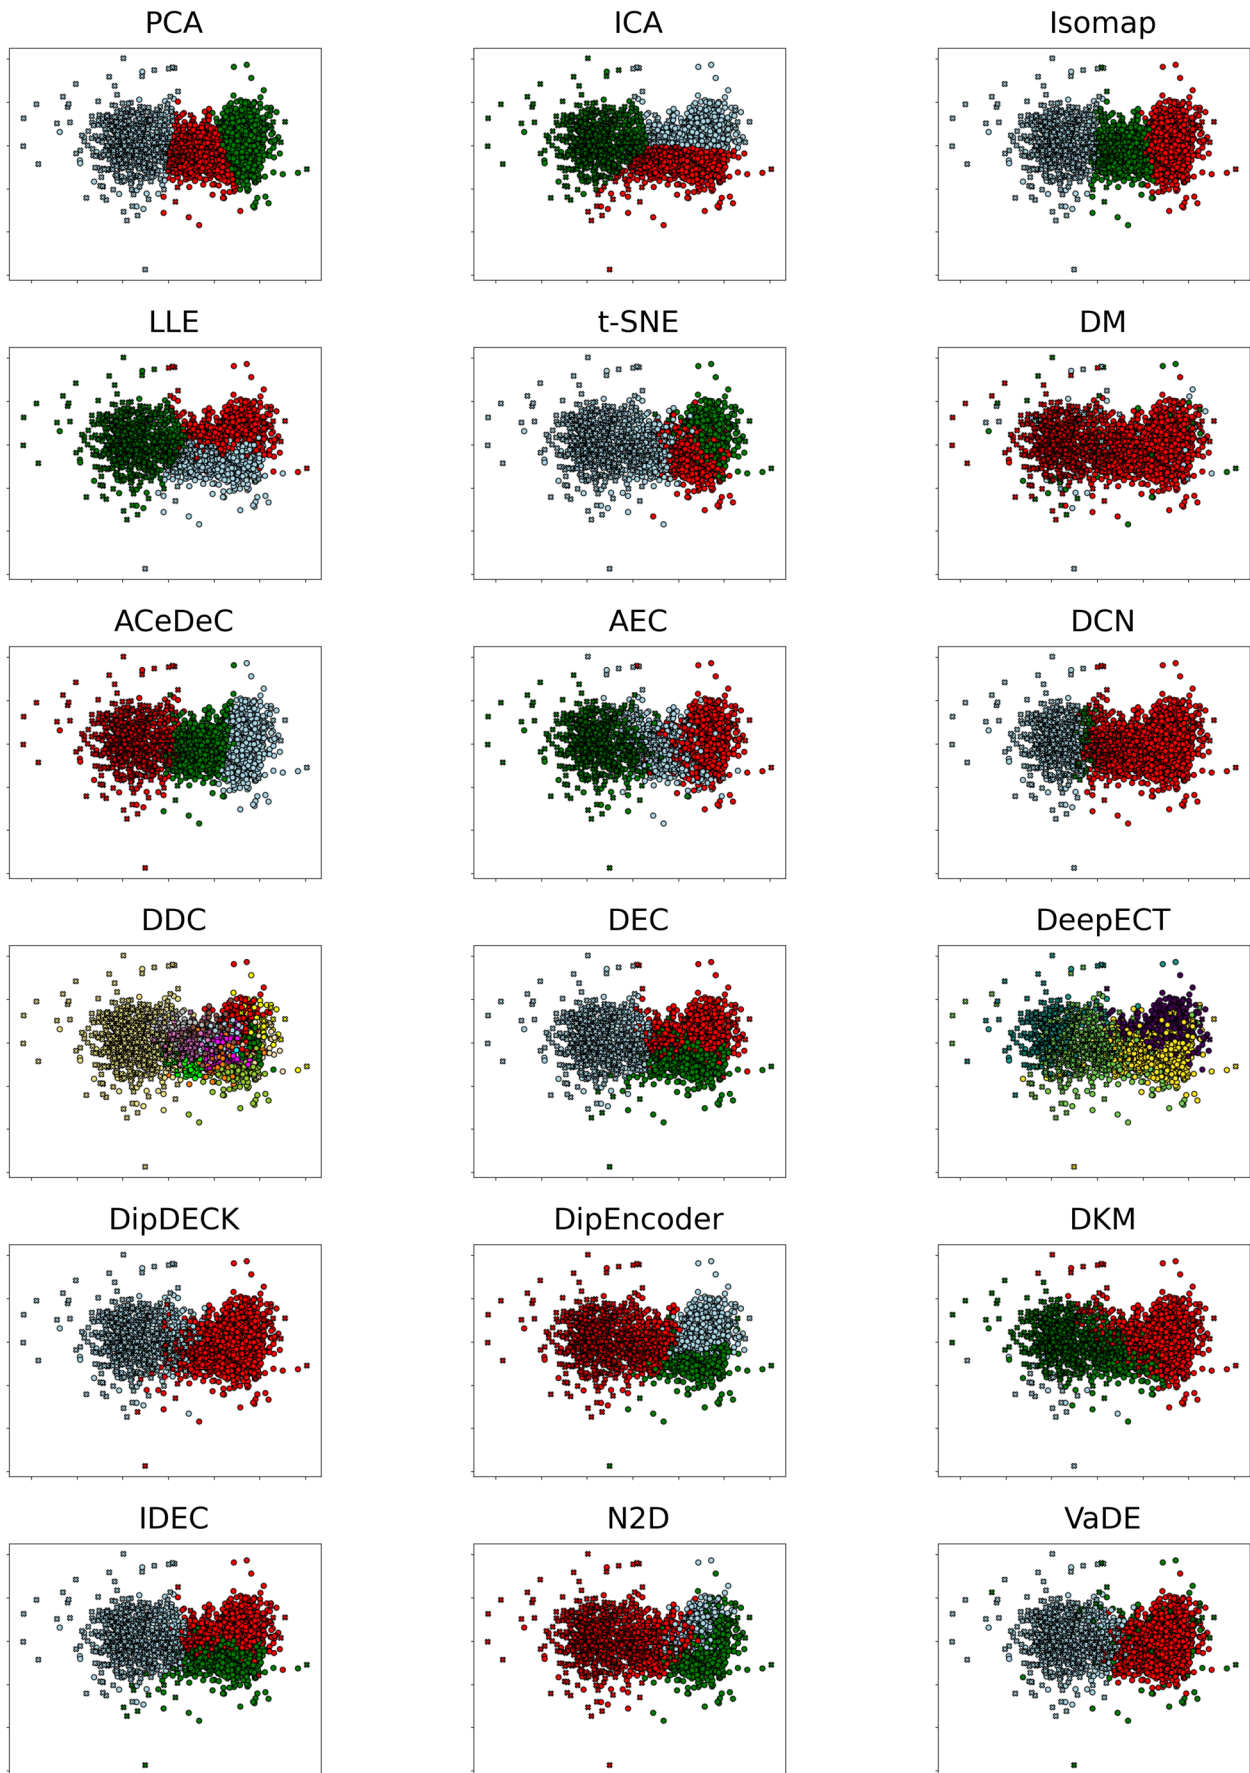 PCA
ICA
Isomap
LLE
t-SNE
DM
ACeDeC
AEC
DCN
DDC
DEC
DeepECT
DipDECK
DipEncoder
DKM
IDEC
N2D
VaDE